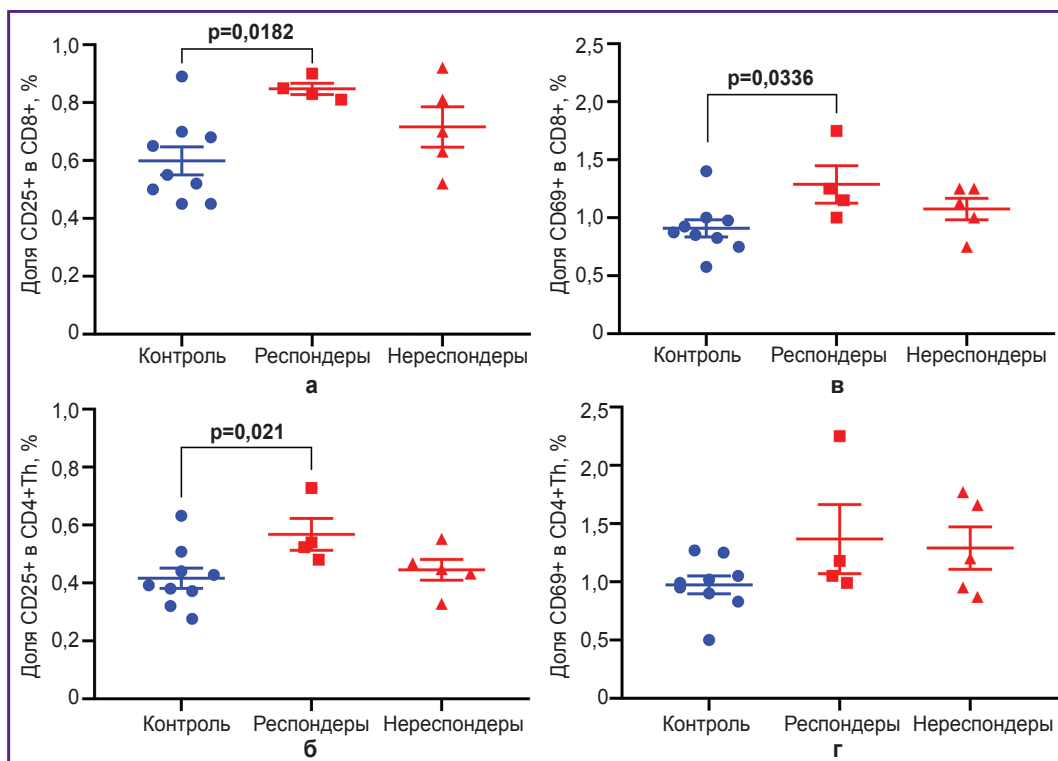 Доля CD25+ в CD8+, %
1,0
0,8
0,6
0,4
0,2
0
p=0,0182
Контроль Респондеры Нереспондеры
а
Доля CD69+ в CD8+, %
2,5
2,0
1,5
1,0
0,5
0
p=0,0336
Контроль Респондеры Нереспондеры
в
Доля CD25+ в CD4+Th, %
1,0
0,8
0,6
0,4
0,2
0
p=0,021
Контроль Респондеры Нереспондеры
б
Доля CD69+ в CD4+Th, %
2,5
2,0
1,5
1,0
0,5
0
Контроль Респондеры Нереспондеры
г